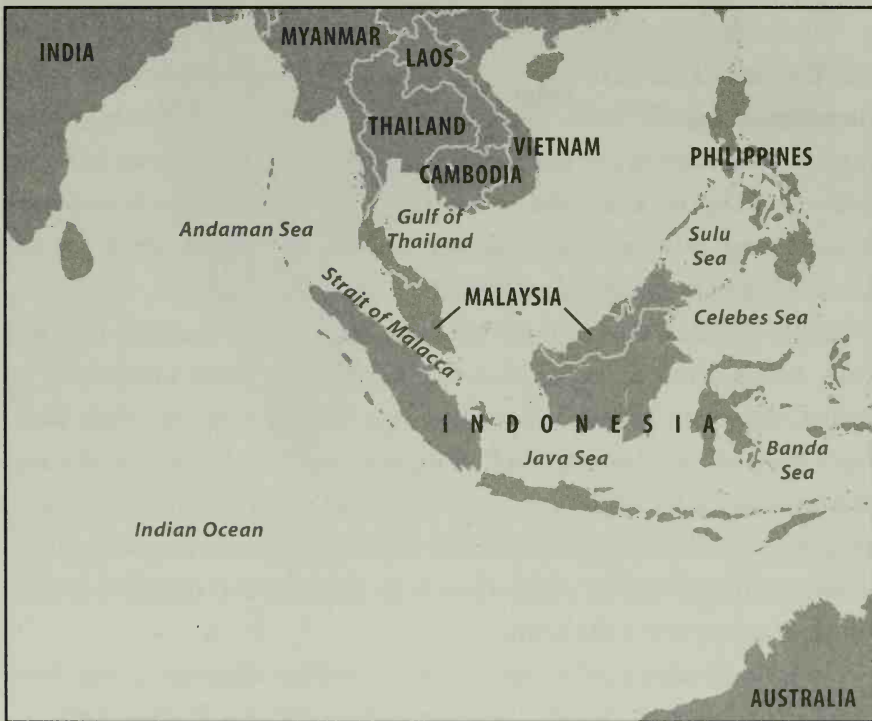 INDIA
MYANMAR
LAOS
THAILAND
VIETNAM
CAMBODIA
PHILIPPINES
Andaman Sea
Gulf of
Thailand
Sulu
Sea
Strait of Malacca
MALAYSIA
Celebes Sea
INDONESIA
Java Sea
Banda
Sea
Indian Ocean
AUSTRALIA